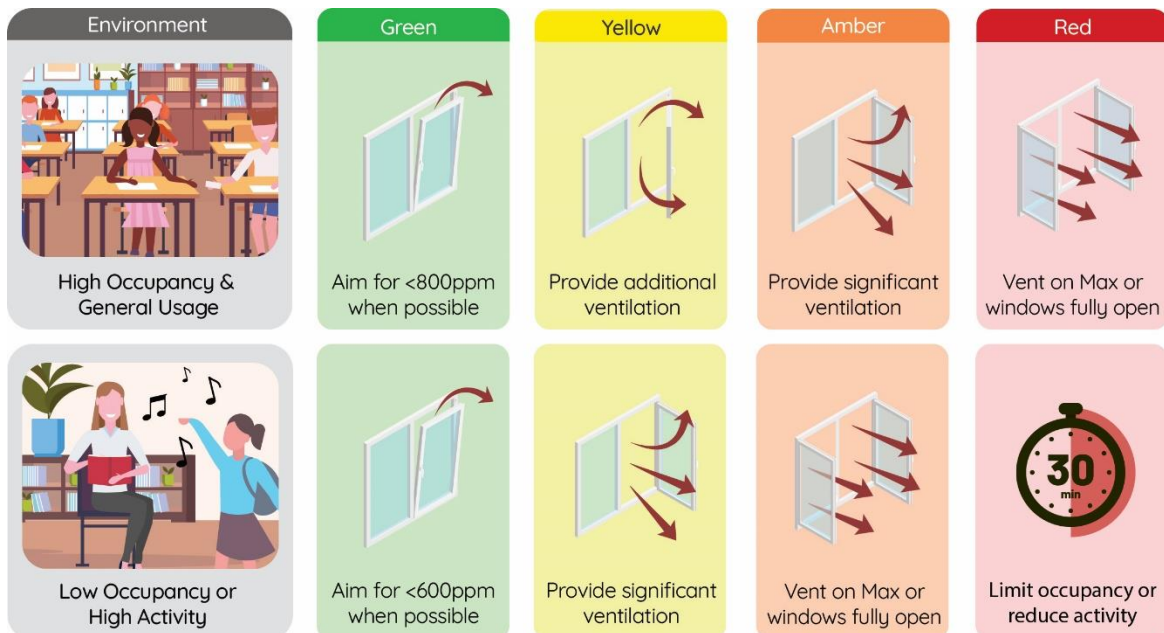 Environment
Green
Yellow
Amber
Red
High Occupancy &
General Usage
Aim for <800ppm
when possible
Provide additional
ventilation
Provide significant
ventilation
Vent on Max or
windows fully open
Low Occupancy or
High Activity
Aim for <600ppm
when possible
Provide significant
ventilation
Vent on Max or
windows fully open
30
min
Limit occupancy or
reduce activity